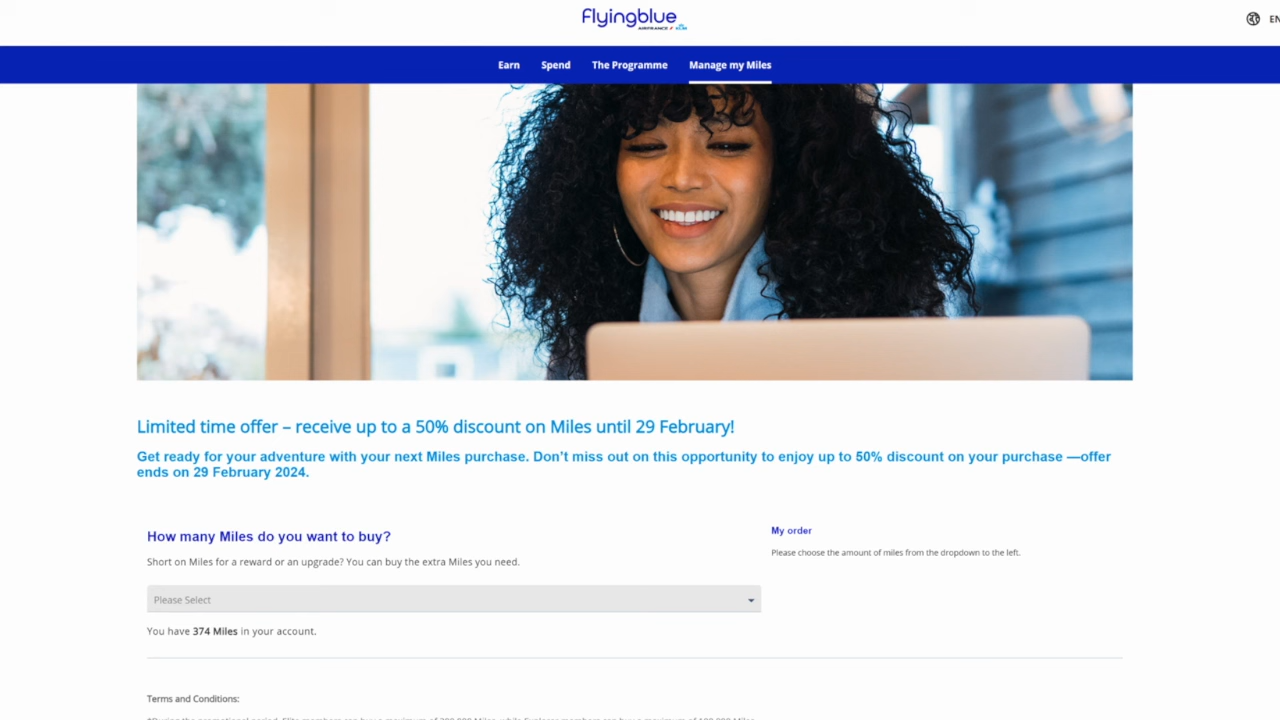 Flyingblue
AIRFRANCE KLM
EN
Earn Spend The Programme Manage my Miles
Limited time offer – receive up to a 50% discount on Miles until 29 February!
Get ready for your adventure with your next Miles purchase. Don’t miss out on this opportunity to enjoy up to 50% discount on your purchase —offer
ends on 29 February 2024.
How many Miles do you want to buy?
Short on Miles for a reward or an upgrade? You can buy the extra Miles you need.
Please Select
You have 374 Miles in your account.
My order
Please choose the amount of miles from the dropdown to the left.
Terms and Conditions: